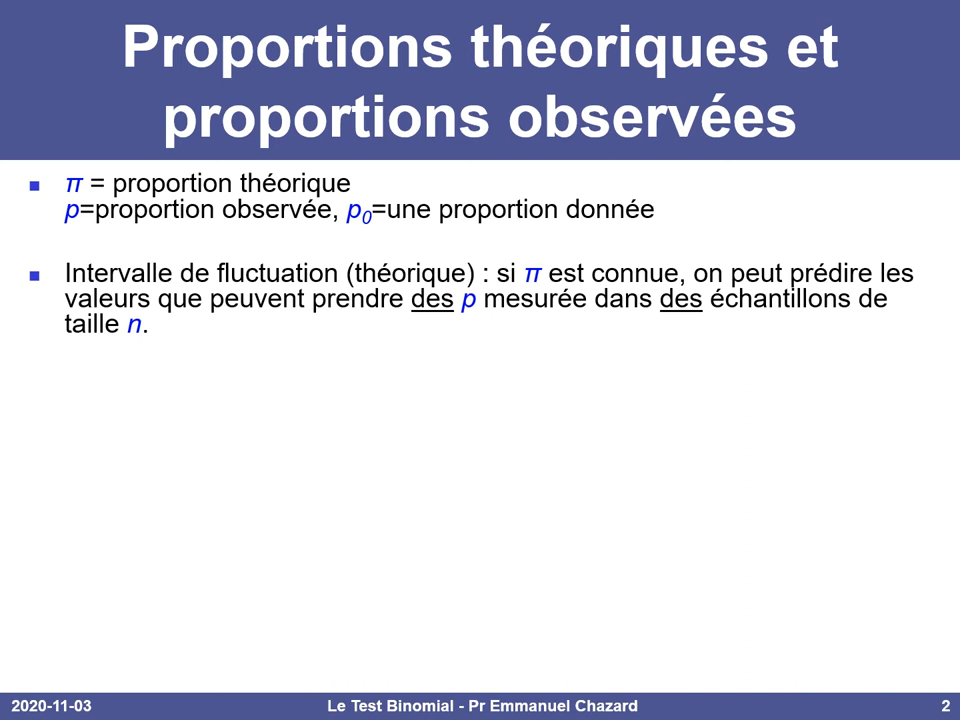 Proportions théoriques et
proportions observées
π = proportion théorique
p=proportion observée, p0=une proportion donnée
Intervalle de fluctuation (théorique) : si π est connue, on peut prédire les
valeurs que peuvent prendre des p mesurée dans des échantillons de
taille n.
2020-11-03 Le Test Binomial - Pr Emmanuel Chazard 2